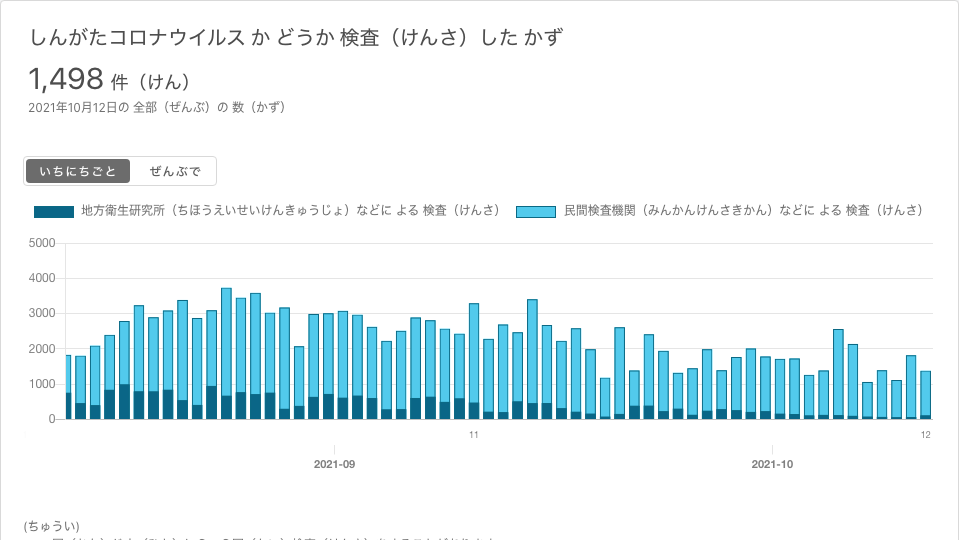 しんがたコロナウイルス か どうか 検査（けんさ）した かず
1,498 件（けん）
2021年10月12日の 全部（ぜんぶ）の 数（かず）
いちにちごと ぜんぶで
地方衛生研究所（ちほうえいせいけんきゅうじょ）などに よる 検査（けんさ） 民間検査機関（みんかんけんさきかん）などに よる 検査（けんさ）
5000
4000
3000
2000
1000
0
11 12
2021-09 2021-10
(ちゅうい)